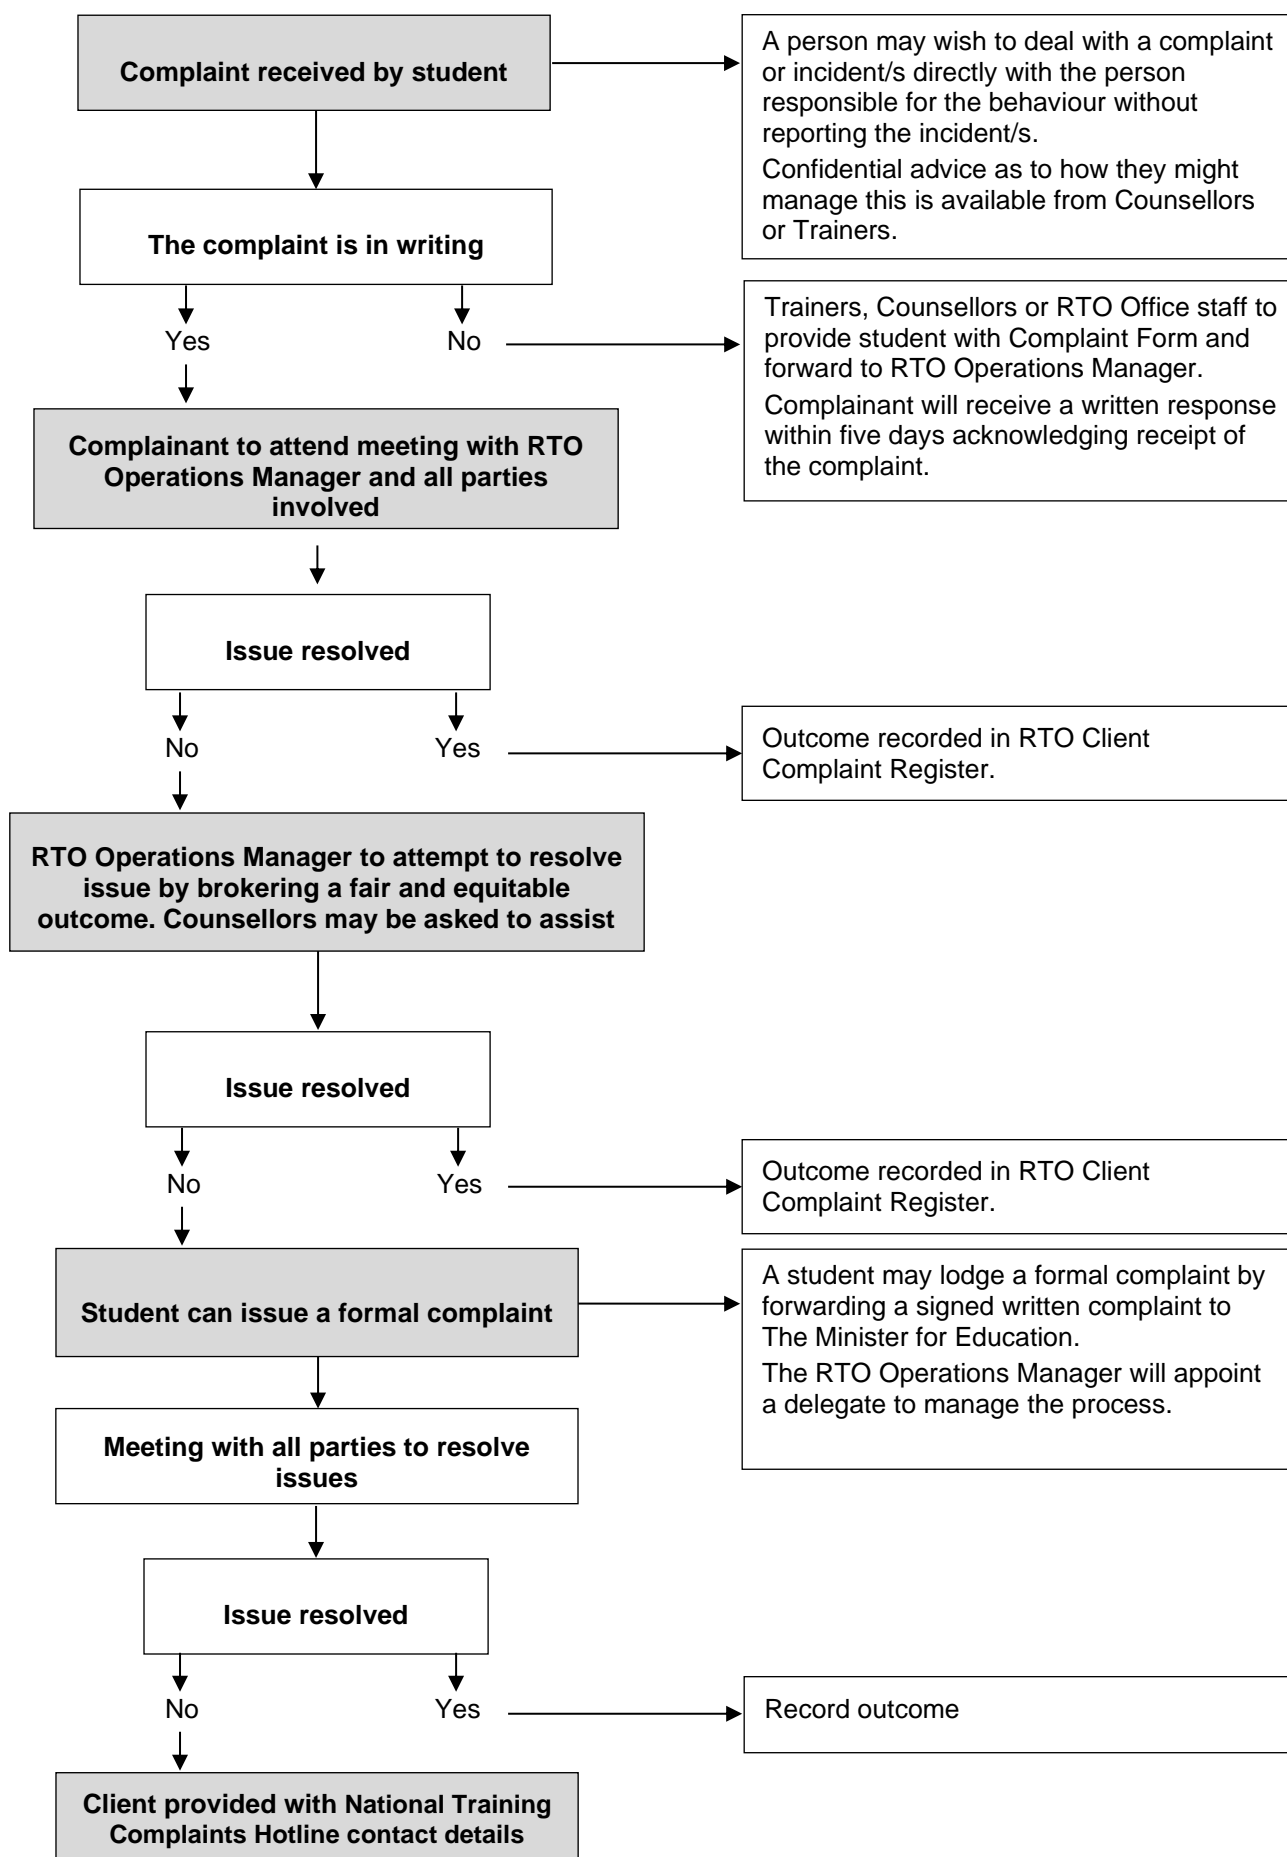 Complaint received by student
A person may wish to deal with a complaint
or incident/s directly with the person
responsible for the behaviour without
reporting the incident/s.
Confidential advice as to how they might
manage this is available from Counsellors
or Trainers.
The complaint is in writing
Yes
No
Trainers, Counsellors or RTO Office staff to
provide student with Complaint Form and
forward to RTO Operations Manager.
Complainant will receive a written response
within five days acknowledging receipt of
the complaint.
Complainant to attend meeting with RTO
Operations Manager and all parties
involved
Issue resolved
No
Yes
Outcome recorded in RTO Client
Complaint Register.
RTO Operations Manager to attempt to resolve
issue by brokering a fair and equitable
outcome. Counsellors may be asked to assist
Issue resolved
No
Yes
Outcome recorded in RTO Client
Complaint Register.
Student can issue a formal complaint
A student may lodge a formal complaint by
forwarding a signed written complaint to
The Minister for Education.
The RTO Operations Manager will appoint
a delegate to manage the process.
Meeting with all parties to resolve
issues
Issue resolved
No
Yes
Record outcome
Client provided with National Training
Complaints Hotline contact details